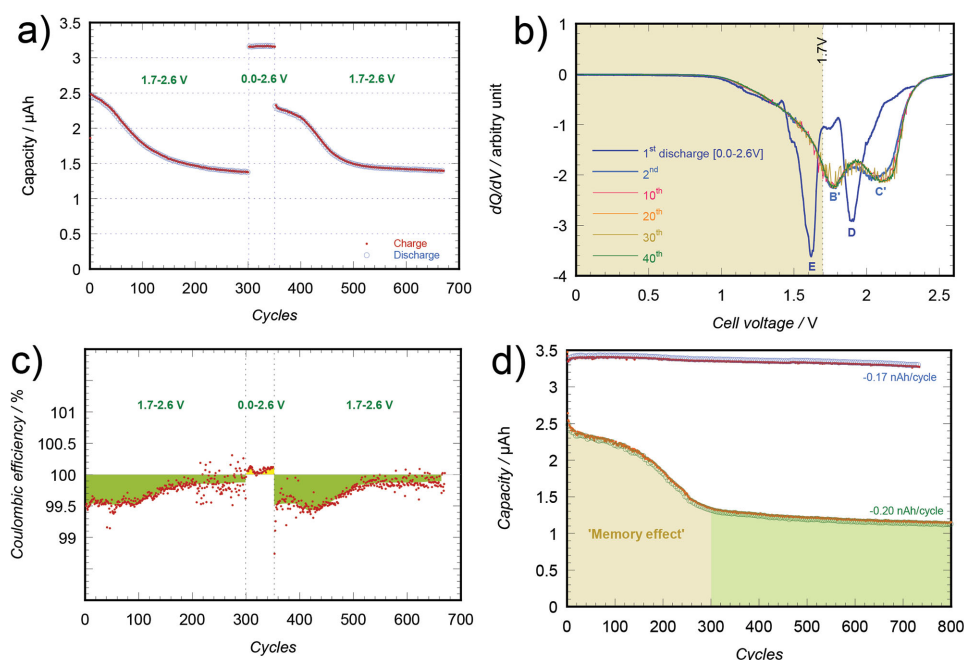 a)
3.5
3
2.5
2
1.5
1
0.5
0
Capacity / µAh
1.7-2.6 V
0.0-2.6 V
1.7-2.6 V
Charge
Discharge
0 100 200 300 400 500 600 700
Cycles
b)
1
0
-1
-2
-3
-4
dQ/dV / arbitry unit
1.7V
1st discharge [0.0-2.6V]
2nd
10th
20th
30th
40th
B'
C'
D
E
0 0.5 1 1.5 2 2.5
Cell voltage / V
c)
101
100.5
100
99.5
99
Coulombic efficiency / %
1.7-2.6 V
0.0-2.6 V
1.7-2.6 V
0 100 200 300 400 500 600 700
Cycles
d)
3.5
3
2.5
2
1.5
1
0.5
0
Capacity / µAh
-0.17 nAh/cycle
-0.20 nAh/cycle
'Memory effect'
0 100 200 300 400 500 600 700 800
Cycles